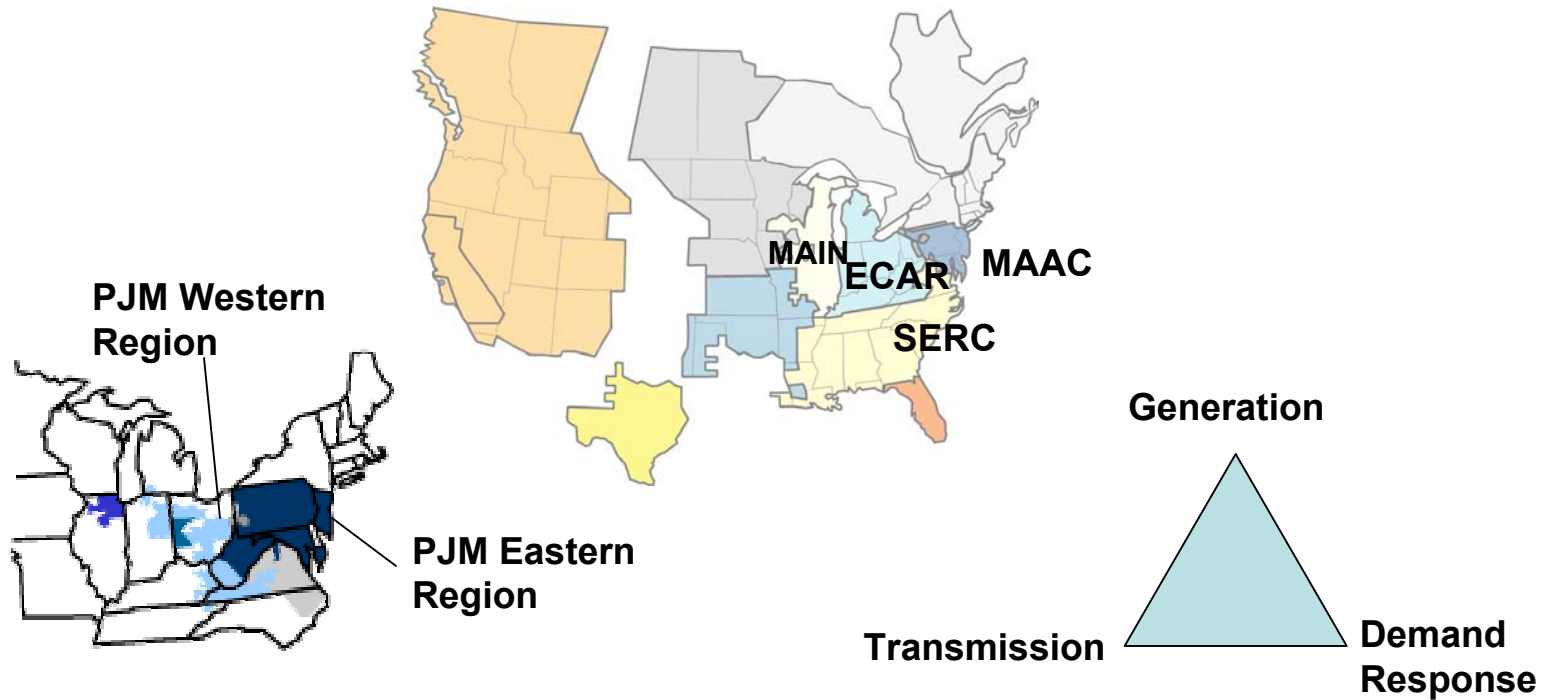 MAIN
ECAR
MAAC
SERC
PJM Western
Region
PJM Eastern
Region
Generation
Transmission
Demand
Response